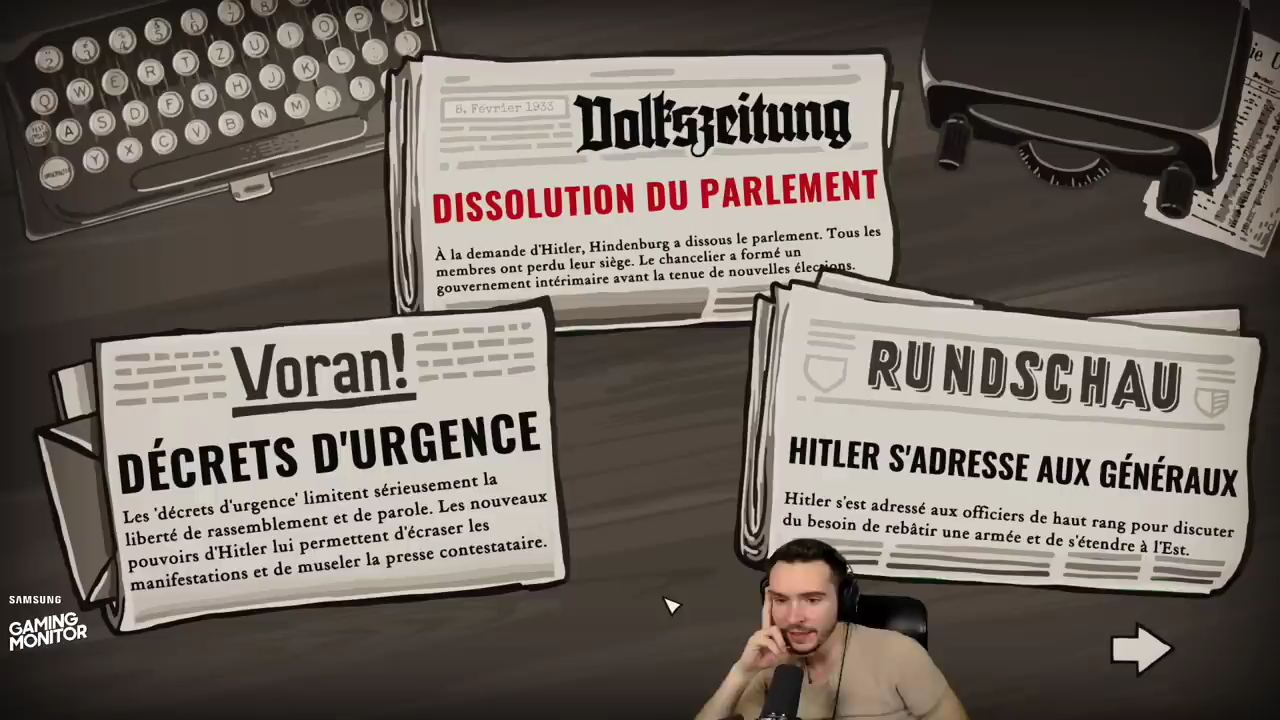 8. Février 1933
Volkszeitung
DISSOLUTION DU PARLEMENT
À la demande d'Hitler, Hindenburg a dissous le parlement. Tous les
membres ont perdu leur siège. Le chancelier a formé un
gouvernement intérimaire avant la tenue de nouvelles élections.
Voran!
DÉCRETS D'URGENCE
Les 'décrets d'urgence' limitent sérieusement la
liberté de rassemblement et de parole. Les nouveaux
pouvoirs d'Hitler lui permettent d'écraser les
manifestations et de museler la presse contestataire.
RUNDSCHAU
HITLER S'ADRESSE AUX GÉNÉRAUX
Hitler s'est adressé aux officiers de haut rang pour discuter
du besoin de rebâtir une armée et de s'étendre à l'Est.
SAMSUNG
GAMING
MONITOR
Q W E R T Z U I O P
A S D F G H J K L
Y X C V B N M